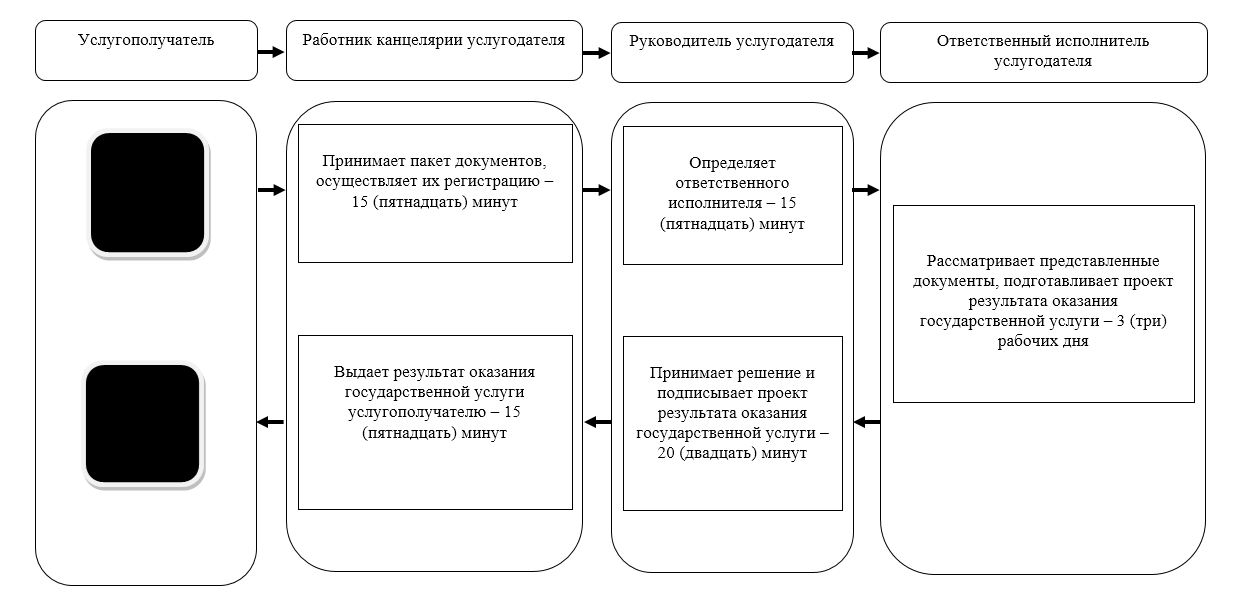 Услугополучатель
Работник канцелярии услугодателя
Руководитель услугодателя
Ответственный исполнитель
услугодателя
Принимает пакет документов,
осуществляет их регистрацию –
15 (пятнадцать) минут
Определяет
ответственного
исполнителя – 15
(пятнадцать) минут
Рассматривает представленные
документы, подготавливает проект
результата оказания
государственной услуги – 3 (три)
рабочих дня
Выдает результат оказания
государственной услуги
услугополучателю – 15
(пятнадцать) минут
Принимает решение и
подписывает проект
результата оказания
государственной услуги –
20 (двадцать) минут